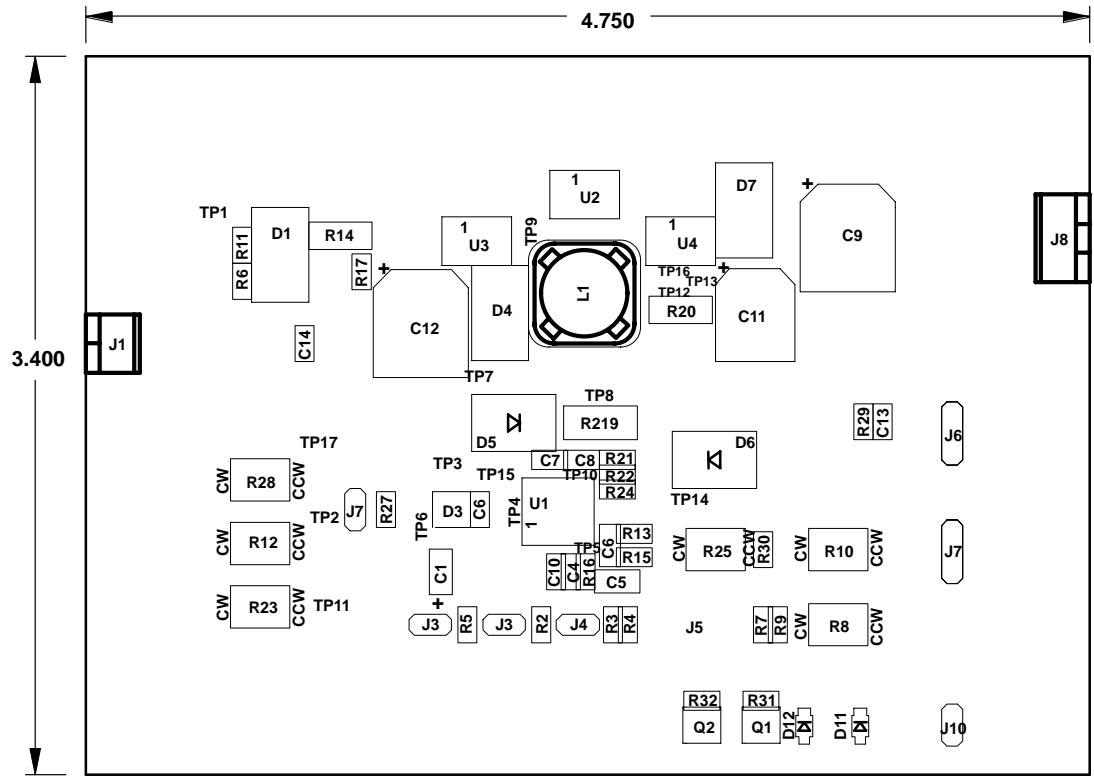 4.750
3.400
D7
1
U2
TP1
TP9
1
U3
1
U4
D1
R14
R11
C9
J8
R6
R17
TP16
TP13
TP12
L1
D4
R20
C11
C12
J1
C14
TP7
TP8
R219
D5
D6
R29
C13
J6
TP17
TP3
TP15
C7
C8
R21
TP10
R22
R24
TP14
CW
R28
CCW
TP2
J7
R27
TP6
D3
C6
TP4
U1
1
CW
R12
CCW
C6
R13
TP5
R15
CW
R25
CCW
R30
CW
R10
CCW
J7
C1
C10
C4
R16
C5
CW
R23
CCW
TP11
J3
R5
J3
R2
J4
R3
R4
J5
R7
R9
CW
R8
CCW
R32
R31
Q2
Q1
D12
D11
J10
+
+
+
+